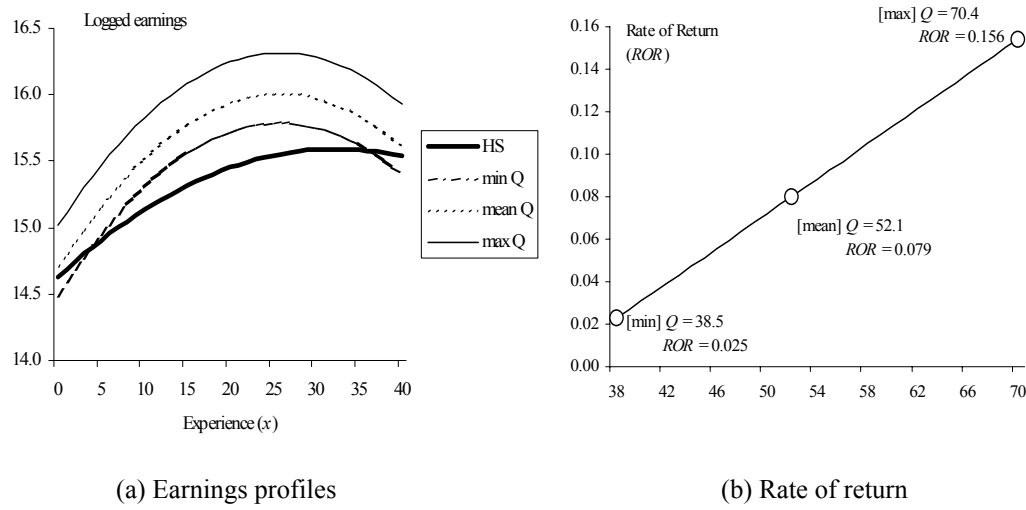 Logged earnings
16.5
16.0
15.5
15.0
14.5
14.0
0 5 10 15 20 25 30 35 40
Experience (x)
HS
min Q
mean Q
max Q
(a) Earnings profiles
Rate of Return
(ROR)
0.16
0.14
0.12
0.10
0.08
0.06
0.04
0.02
0.00
[max] Q = 70.4
ROR = 0.156
[mean] Q = 52.1
ROR = 0.079
[min] Q = 38.5
ROR = 0.025
38 42 46 50 54 58 62 66 70
(b) Rate of return